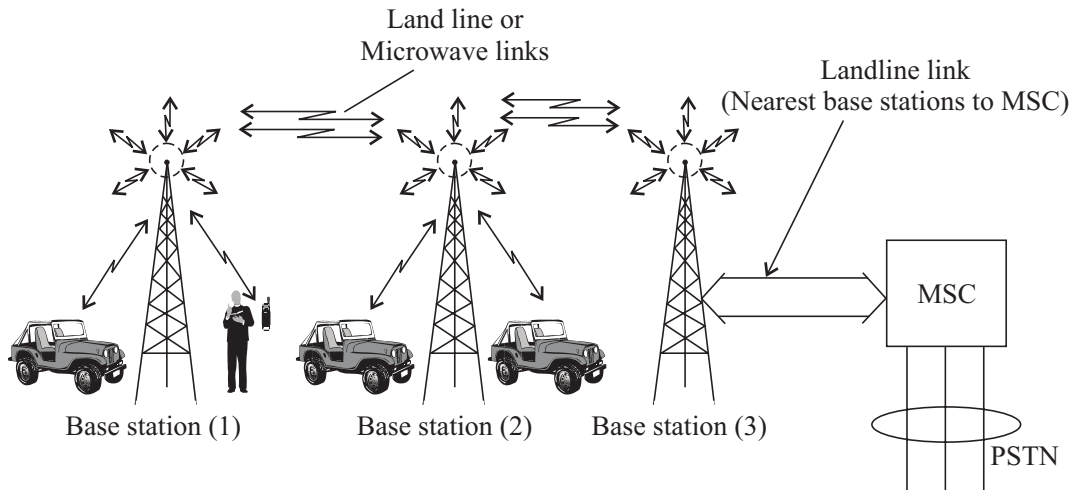 Land line or
Microwave links
Landline link
(Nearest base stations to MSC)
MSC
Base station (1)
Base station (2)
Base station (3)
PSTN